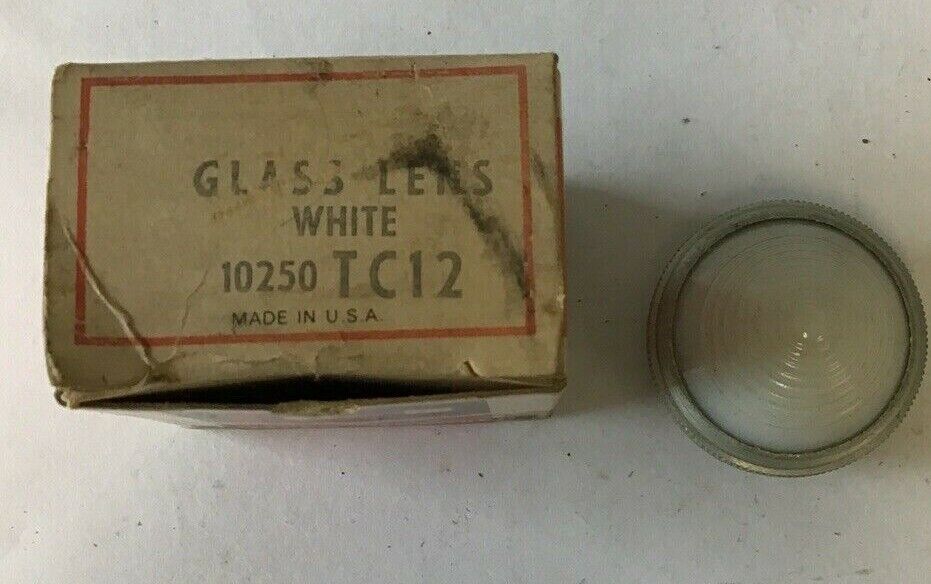 GLASS LENS
WHITE
10250 TC12
MADE IN U.S.A.